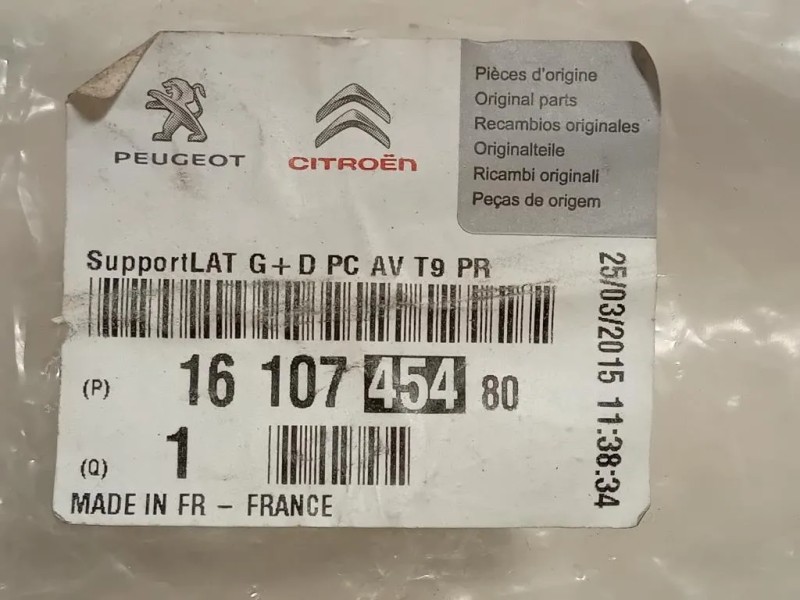 PEUGEOT
CITROËN
Pièces d'origine
Original parts
Recambios originales
Originalteile
Ricambi originali
Peças de origem
SupportLAT G+D PC AV T9 PR
(P) 16 107 454 80
(Q) 1
MADE IN FR - FRANCE
25/03/2015 11:38:34